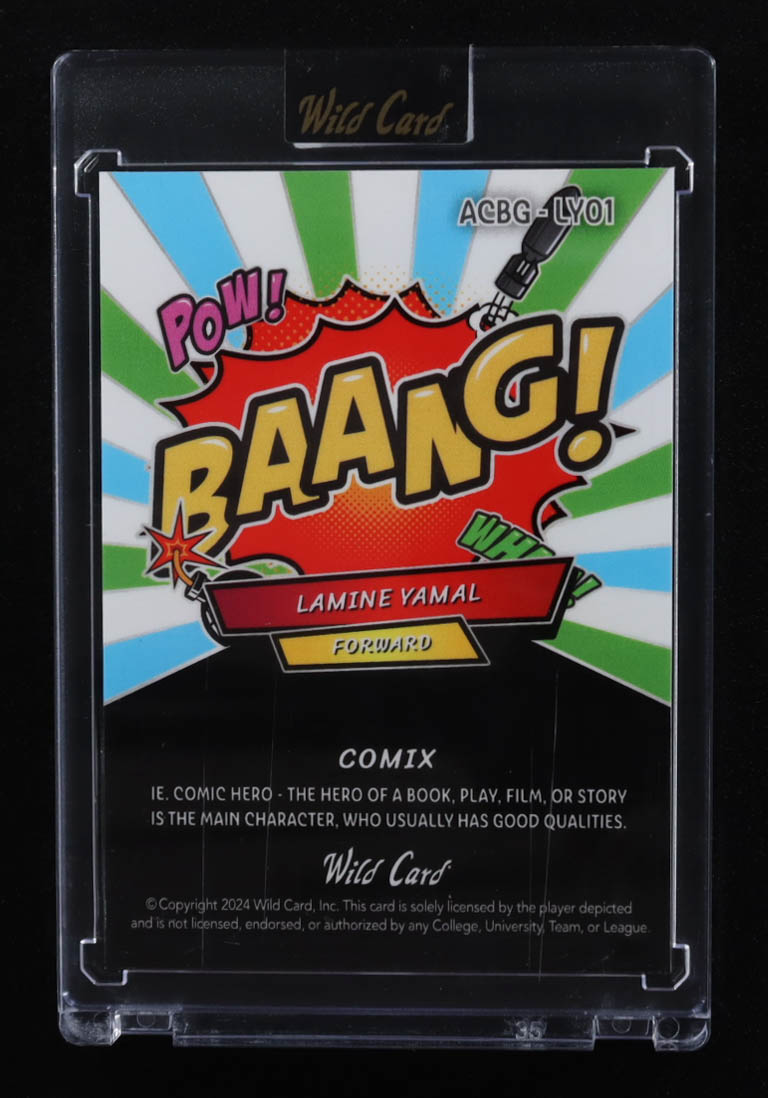 Wild Card
ACBG - LY01
POW!
BAANG!
LAMINE YAMAL
FORWARD
COMIX
IE. COMIC HERO - THE HERO OF A BOOK, PLAY, FILM, OR STORY
IS THE MAIN CHARACTER, WHO USUALLY HAS GOOD QUALITIES.
Wild Card
© Copyright 2024 Wild Card, Inc. This card is solely licensed by the player depicted
and is not licensed, endorsed, or authorized by any College, University, Team, or League.
35